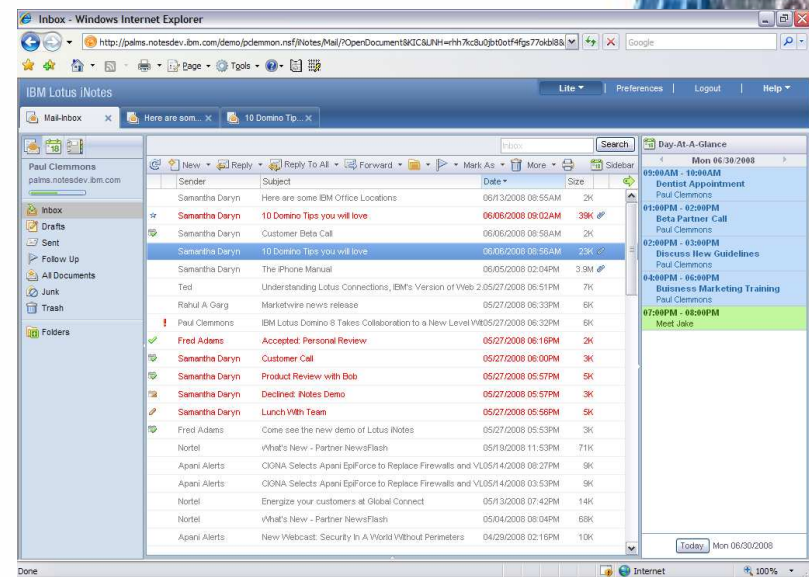 Inbox - Windows Internet Explorer
http://palms.notesdev.ibm.com/demo/pclemmon.nsf/iNotes/Mail/?OpenDocument&KIC&UNH=rhh7kc8u0jbt0otf4fgs77okbl8&
Google
Page Tools
IBM Lotus iNotes
Lite | Preferences | Logout | Help
Mail-Inbox X Here are som... X 10 Domino Tip... X
Inbox Search
Day-At-A-Glance
Paul Clemmons
palms.notesdev.ibm.com
New Reply Reply To All Forward Mark As More Sidebar
Mon 06/30/2008
Sender Subject Date Size
Inbox
Drafts
Sent
Follow Up
All Documents
Junk
Trash
Folders
Samantha Daryn Here are some IBM Office Locations 06/13/2008 08:55AM 2K
Samantha Daryn 10 Domino Tips you will love 06/06/2008 09:02AM 39K
Samantha Daryn Customer Beta Call 06/06/2008 08:58AM 2K
Samantha Daryn 10 Domino Tips you will love 06/06/2008 08:56AM 23K
Samantha Daryn The iPhone Manual 06/05/2008 02:04PM 3.9M
Ted Understanding Lotus Connections, IBM's Version of Web 2. 05/27/2008 06:51PM 7K
Rahul A Garg Marketwire news release 05/27/2008 06:33PM 6K
Paul Clemmons IBM Lotus Domino 8 Takes Collaboration to a New Level Wit 05/27/2008 06:32PM 6K
Fred Adams Accepted: Personal Review 05/27/2008 06:16PM 2K
Samantha Daryn Customer Call 05/27/2008 06:00PM 3K
Samantha Daryn Product Review with Bob 05/27/2008 05:57PM 5K
Samantha Daryn Declined: iNotes Demo 05/27/2008 05:57PM 3K
Samantha Daryn Lunch With Team 05/27/2008 05:56PM 5K
Fred Adams Come see the new demo of Lotus iNotes 05/27/2008 05:53PM 3K
Nortel What's New - Partner NewsFlash 05/19/2008 11:53PM 71K
Apani Alerts CIGNA Selects Apani EpiForce to Replace Firewalls and VL 05/14/2008 08:27PM 9K
Apani Alerts CIGNA Selects Apani EpiForce to Replace Firewalls and VL 05/14/2008 03:53PM 9K
Nortel Energize your customers at Global Connect 05/13/2008 07:42PM 14K
Nortel What's New - Partner NewsFlash 05/04/2008 08:04PM 68K
Apani Alerts New Webcast: Security In A World Without Perimeters 04/29/2008 02:16PM 10K
09:00AM - 10:00AM
Dentist Appointment
Paul Clemmons
01:00PM - 02:00PM
Beta Partner Call
Paul Clemmons
02:00PM - 03:00PM
Discuss New Guidelines
Paul Clemmons
04:00PM - 06:00PM
Buisness Marketing Training
Paul Clemmons
07:00PM - 08:00PM
Meet Jake
Today Mon 06/30/2008
Done Internet 100%